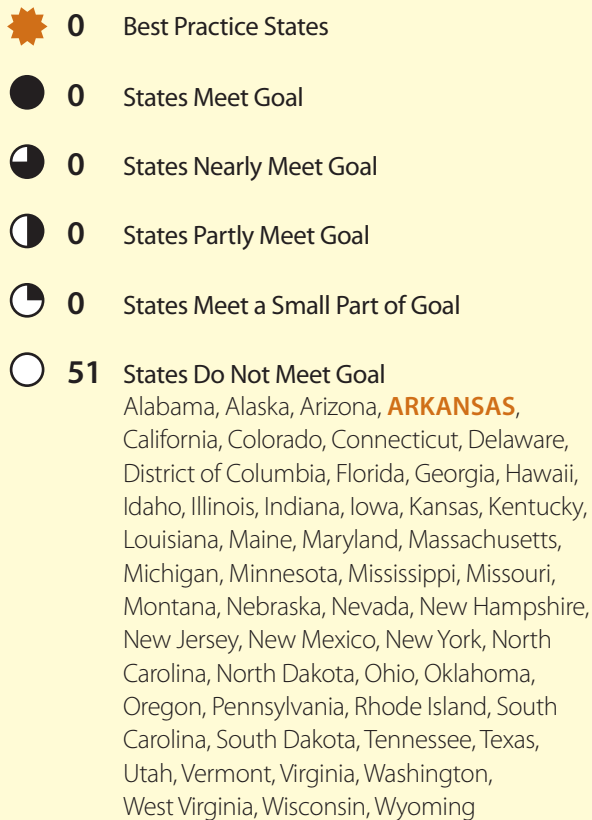 0 Best Practice States
0 States Meet Goal
0 States Nearly Meet Goal
0 States Partly Meet Goal
0 States Meet a Small Part of Goal
51 States Do Not Meet Goal
Alabama, Alaska, Arizona, ARKANSAS,
California, Colorado, Connecticut, Delaware,
District of Columbia, Florida, Georgia, Hawaii,
Idaho, Illinois, Indiana, Iowa, Kansas, Kentucky,
Louisiana, Maine, Maryland, Massachusetts,
Michigan, Minnesota, Mississippi, Missouri,
Montana, Nebraska, Nevada, New Hampshire,
New Jersey, New Mexico, New York, North
Carolina, North Dakota, Ohio, Oklahoma,
Oregon, Pennsylvania, Rhode Island, South
Carolina, South Dakota, Tennessee, Texas,
Utah, Vermont, Virginia, Washington,
West Virginia, Wisconsin, Wyoming